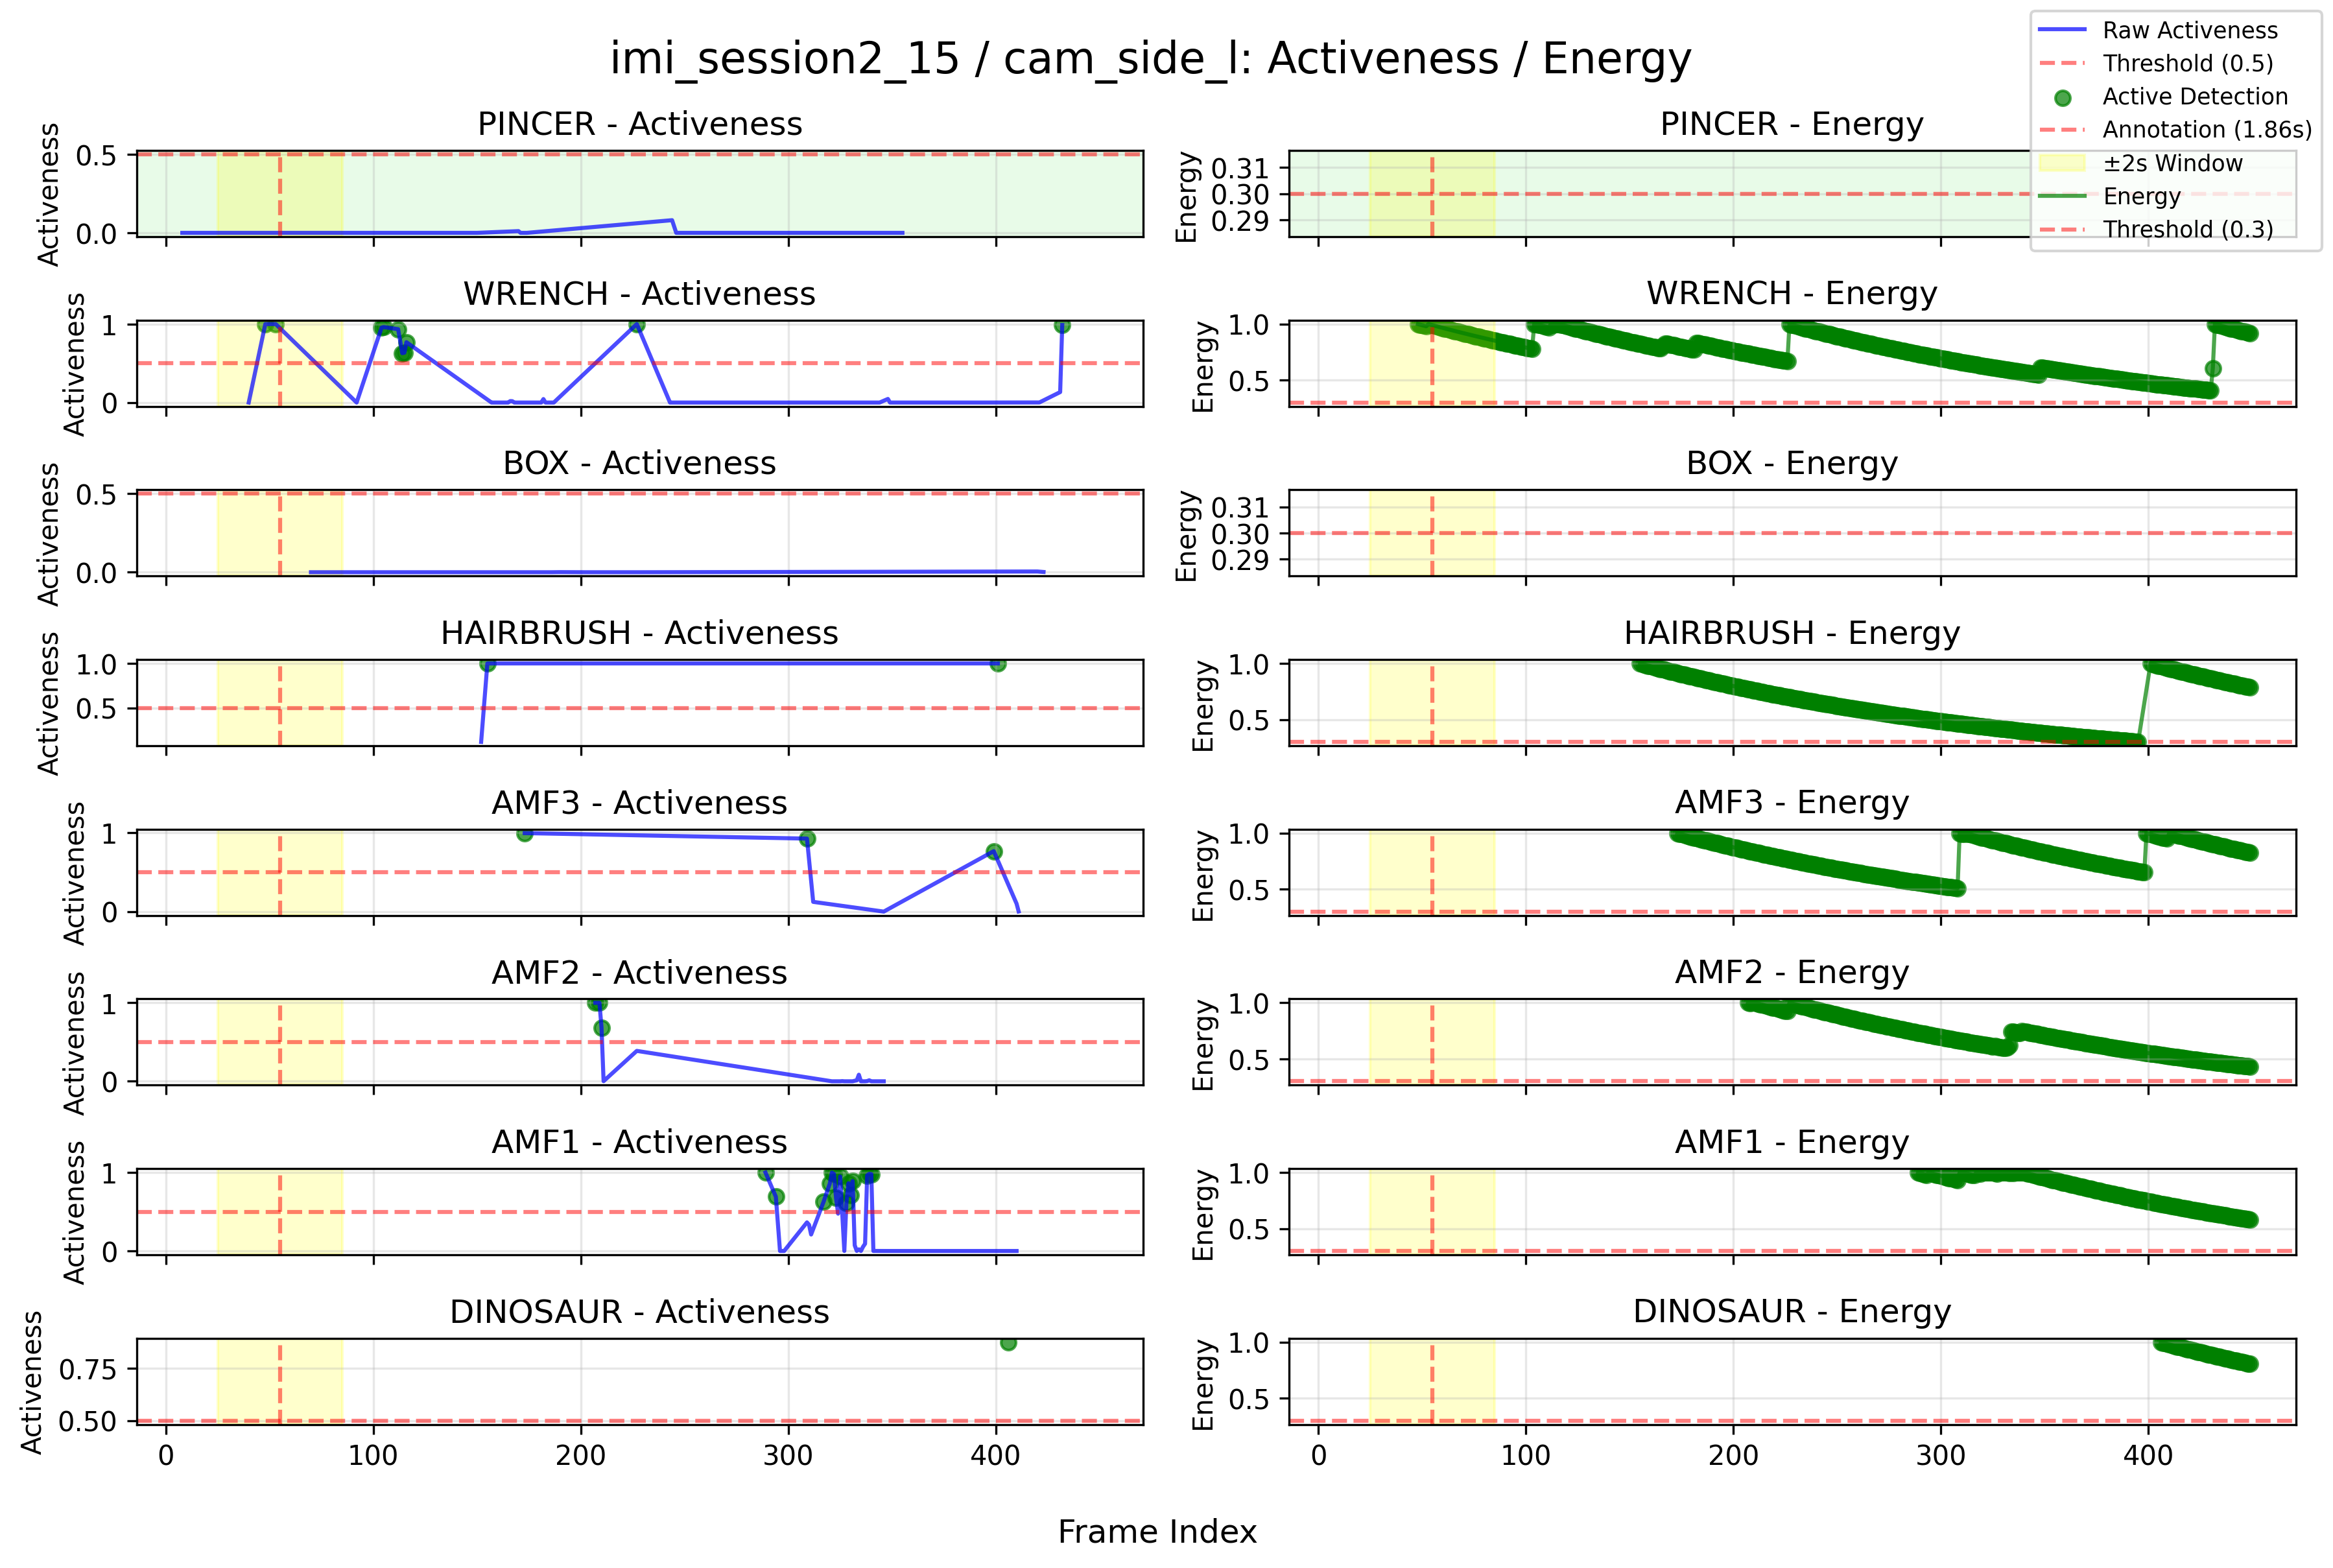 imi_session2_15 / cam_side_l: Activeness / Energy
Raw Activeness
Threshold (0.5)
Active Detection
Annotation (1.86s)
±2s Window
Energy
Threshold (0.3)
PINCER - Activeness
Activeness
0.5
0.0
PINCER - Energy
Energy
0.31
0.30
0.29
WRENCH - Activeness
Activeness
1
0
WRENCH - Energy
Energy
1.0
0.5
BOX - Activeness
Activeness
0.5
0.0
BOX - Energy
Energy
0.31
0.30
0.29
HAIRBRUSH - Activeness
Activeness
1.0
0.5
HAIRBRUSH - Energy
Energy
1.0
0.5
AMF3 - Activeness
Activeness
1
0
AMF3 - Energy
Energy
1.0
0.5
AMF2 - Activeness
Activeness
1
0
AMF2 - Energy
Energy
1.0
0.5
AMF1 - Activeness
Activeness
1
0
AMF1 - Energy
Energy
1.0
0.5
DINOSAUR - Activeness
Activeness
0.75
0.50
0 100 200 300 400
DINOSAUR - Energy
Energy
1.0
0.5
0 100 200 300 400
Frame Index